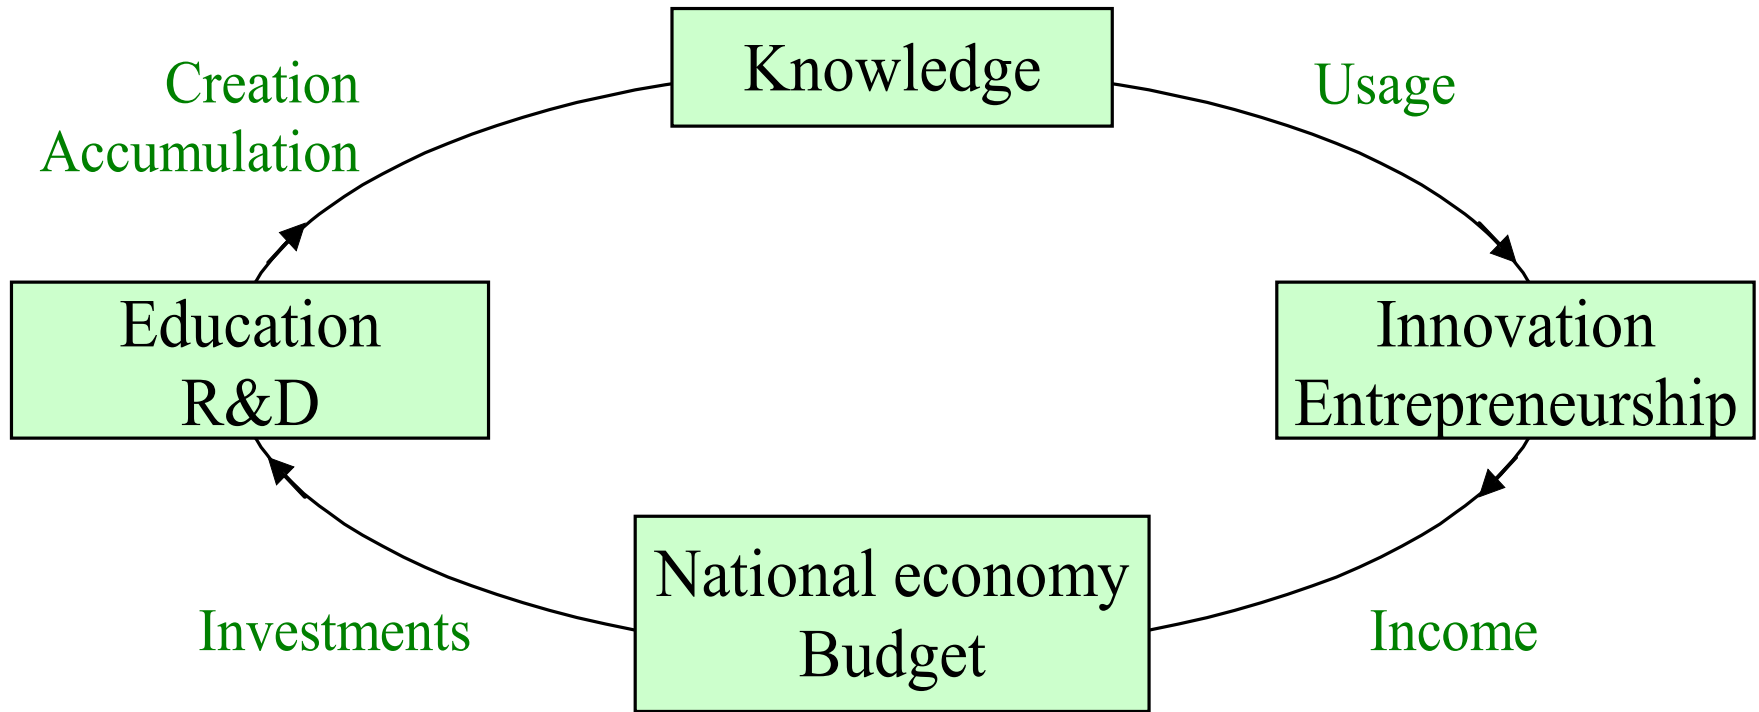 Knowledge
Creation
Accumulation
Usage
Education
R&D
Innovation
Entrepreneurship
National economy
Budget
Investments
Income